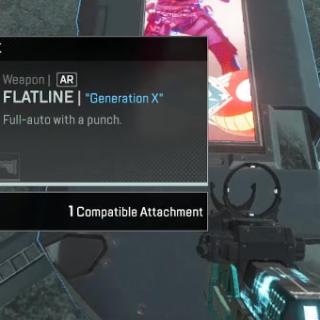 Weapon | AR
FLATLINE | "Generation X"
Full-auto with a punch.
1 Compatible Attachment